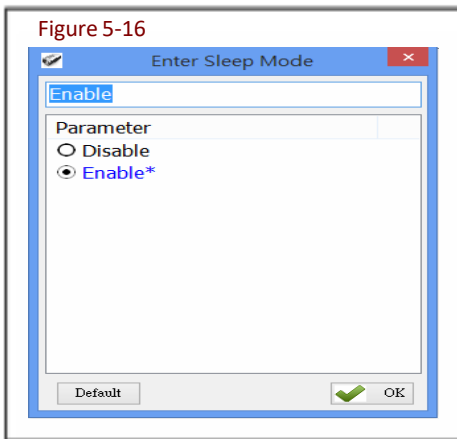 Figure 5-16
Enter Sleep Mode
Enable
Parameter
Disable
Enable*
Default
OK